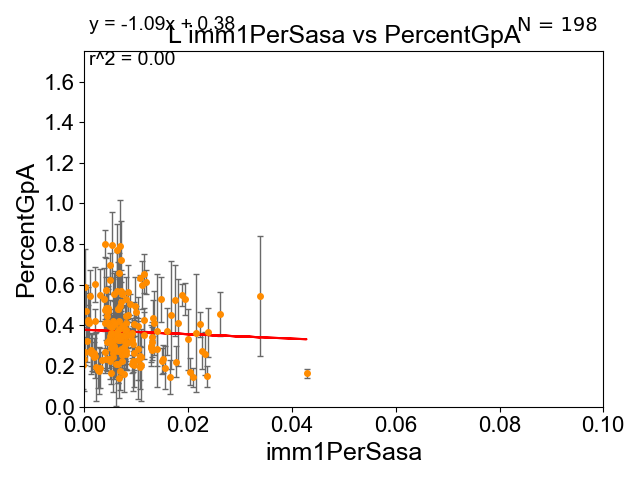 y = -1.09x + 0.38
L imm1PerSasa vs PercentGpA
N = 198
r^2 = 0.00
PercentGpA
1.6
1.4
1.2
1.0
0.8
0.6
0.4
0.2
0.0
0.00 0.02 0.04 0.06 0.08 0.10
imm1PerSasa